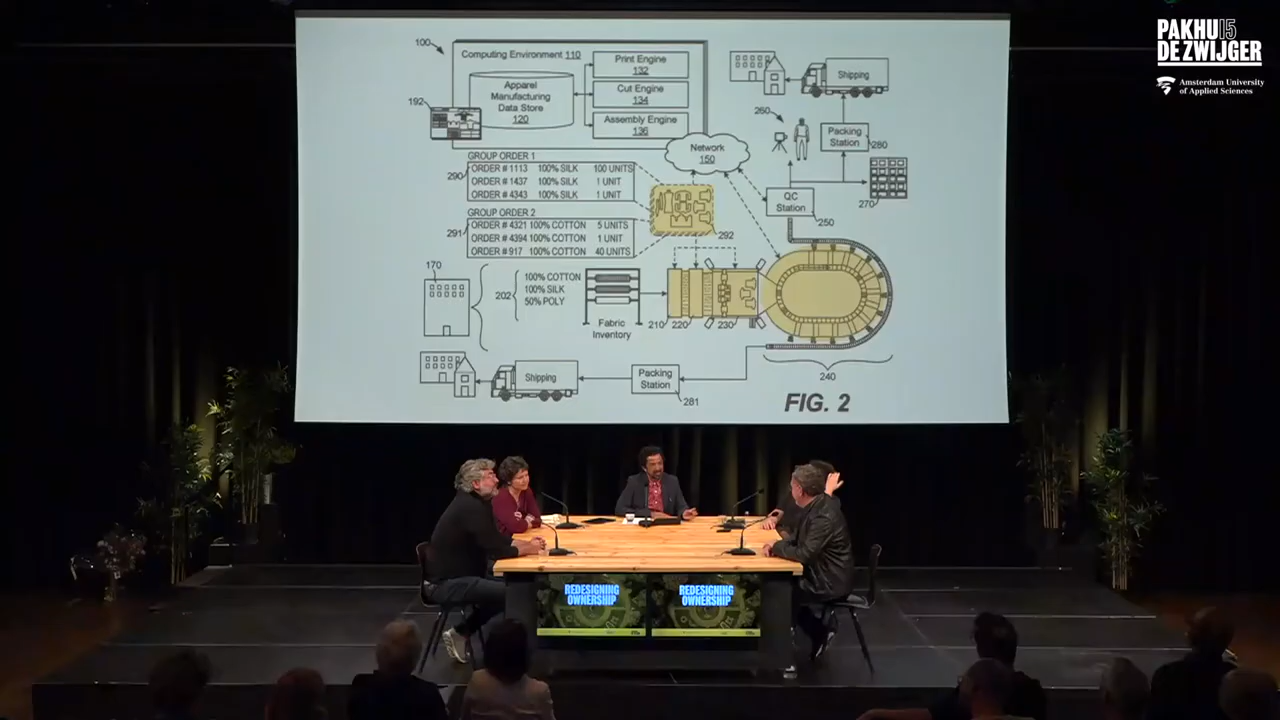 PAKHUIS
DE ZWIJGER
Amsterdam University
of Applied Sciences
100
Computing Environment 110
Apparel
Manufacturing
Data Store
120
Print Engine
132
Cut Engine
134
Assembly Engine
136
192
Network
150
Shipping
260
Packing
Station
280
270
QC
Station
250
GROUP ORDER 1
290
ORDER # 1113 100% SILK 100 UNITS
ORDER # 1437 100% SILK 1 UNIT
ORDER # 4343 100% SILK 1 UNIT
GROUP ORDER 2
291
ORDER # 4321 100% COTTON 5 UNITS
ORDER # 4394 100% COTTON 1 UNIT
ORDER # 917 100% COTTON 40 UNITS
292
170
202
100% COTTON
100% SILK
50% POLY
Fabric
Inventory
210
220
230
240
Shipping
Packing
Station
281
FIG. 2
REDESIGNING
OWNERSHIP
REDESIGNING
OWNERSHIP